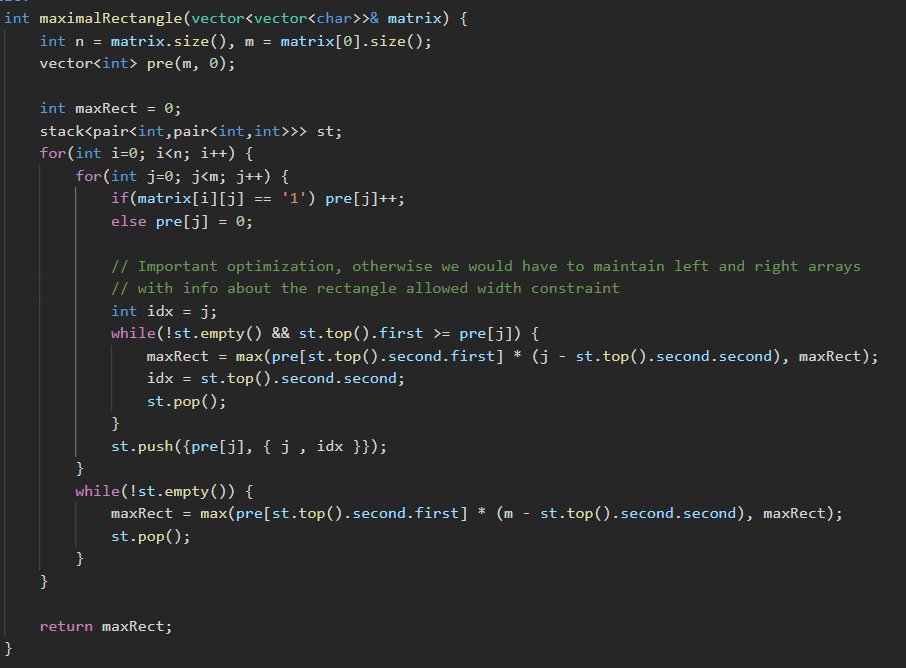 int maximalRectangle(vector<vector<char>>& matrix) {
    int n = matrix.size(), m = matrix[0].size();
    vector<int> pre(m, 0);

    int maxRect = 0;
    stack<pair<int,pair<int,int>>> st;
    for(int i=0; i<n; i++) {
        for(int j=0; j<m; j++) {
            if(matrix[i][j] == '1') pre[j]++;
            else pre[j] = 0;

            // Important optimization, otherwise we would have to maintain left and right arrays
            // with info about the rectangle allowed width constraint
            int idx = j;
            while(!st.empty() && st.top().first >= pre[j]) {
                maxRect = max(pre[st.top().second.first] * (j - st.top().second.second), maxRect);
                idx = st.top().second.second;
                st.pop();
            }
            st.push({pre[j], { j , idx }});
        }
        while(!st.empty()) {
            maxRect = max(pre[st.top().second.first] * (m - st.top().second.second), maxRect);
            st.pop();
        }
    }

    return maxRect;
}